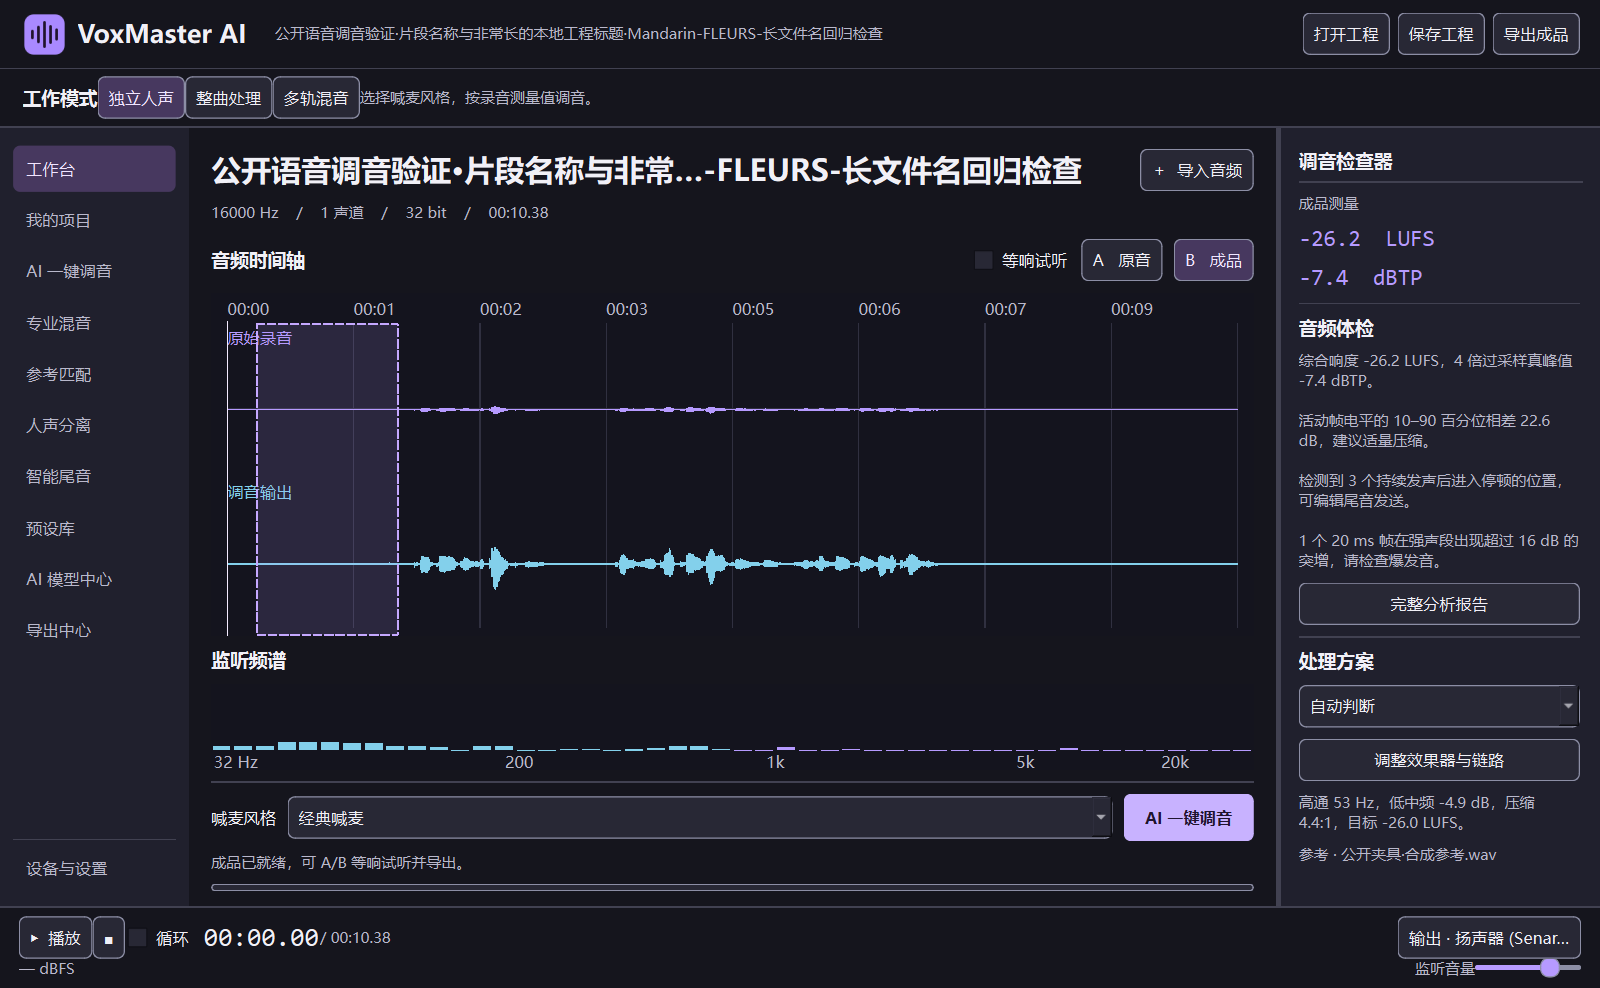 VoxMaster AI
公开语音调音验证·片段名称与非常长的本地工程标题·Mandarin-FLEURS-长文件名回归检查
打开工程
保存工程
导出成品
工作模式
独立人声
整曲处理
多轨混音
选择喊麦风格，按录音测量值调音。
工作台
我的项目
AI 一键调音
专业混音
参考匹配
人声分离
智能尾音
预设库
AI 模型中心
导出中心
设备与设置
公开语音调音验证·片段名称与非常...-FLEURS-长文件名回归检查
+ 导入音频
16000 Hz / 1 声道 / 32 bit / 00:10.38
音频时间轴
等响试听
A 原音
B 成品
00:00 00:01 00:02 00:03 00:05 00:06 00:07 00:09
原始录音
调音输出
监听频谱
32 Hz 200 1k 5k 20k
喊麦风格
经典喊麦
AI 一键调音
成品已就绪，可 A/B 等响试听并导出。
调音检查器
成品测量
-26.2 LUFS
-7.4 dBTP
音频体检
综合响度 -26.2 LUFS，4 倍过采样真峰值
-7.4 dBTP。
活动帧电平的 10–90 百分位相差 22.6
dB，建议适量压缩。
检测到 3 个持续发声后进入停顿的位置，
可编辑尾音发送。
1 个 20 ms 帧在强声段出现超过 16 dB 的
突增，请检查爆发音。
完整分析报告
处理方案
自动判断
调整效果器与链路
高通 53 Hz，低中频 -4.9 dB，压缩
4.4:1，目标 -26.0 LUFS。
参考 · 公开夹具·合成参考.wav
播放
循环
00:00.00 / 00:10.38
— dBFS
输出 · 扬声器 (Senar...
监听音量